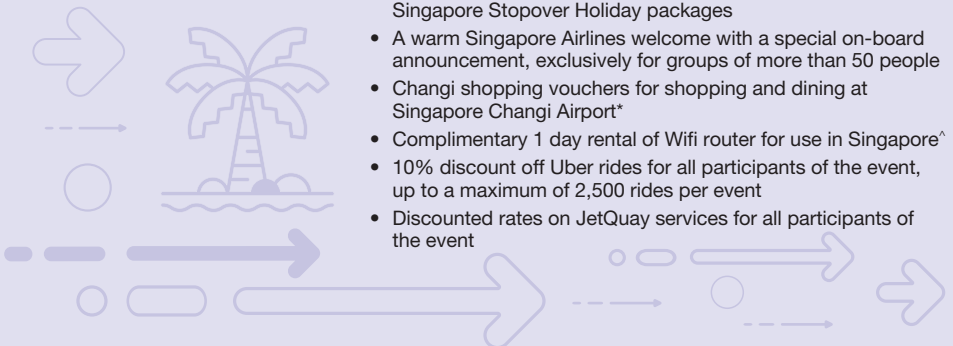 Singapore Stopover Holiday packages
• A warm Singapore Airlines welcome with a special on-board
announcement, exclusively for groups of more than 50 people
• Changi shopping vouchers for shopping and dining at
Singapore Changi Airport*
• Complimentary 1 day rental of Wifi router for use in Singapore^
• 10% discount off Uber rides for all participants of the event,
up to a maximum of 2,500 rides per event
• Discounted rates on JetQuay services for all participants of
the event